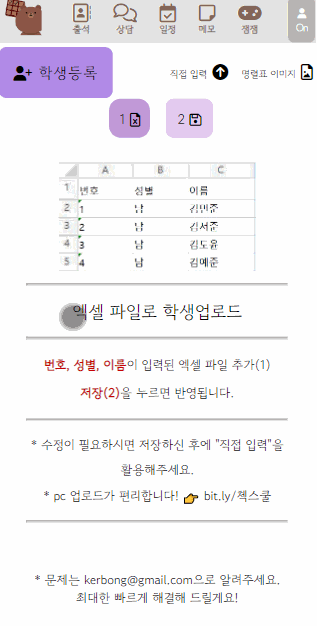 출석 상담 일정 메모 잼잼 On
학생등록
직접 입력 명렬표 이미지
1 2
A B C
1 번호 성별 이름
2 1 남 김민준
3 2 남 김서준
4 3 남 김도윤
5 4 남 김예준
엑셀 파일로 학생업로드
번호, 성별, 이름이 입력된 엑셀 파일 추가(1)
저장(2)을 누르면 반영됩니다.
* 수정이 필요하시면 저장하신 후에 "직접 입력"을
활용해주세요.
* pc 업로드가 편리합니다! 👉 bit.ly/첵스쿨
* 문제는 kerbong@gmail.com으로 알려주세요.
최대한 빠르게 해결해 드릴게요!